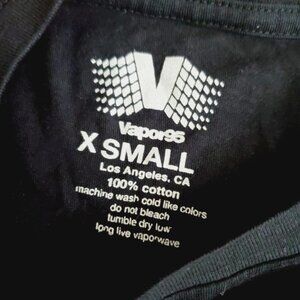 V
Vapor95
X SMALL
Los Angeles, CA
100% cotton
machine wash cold like colors
do not bleach
tumble dry low
long live vaporwave